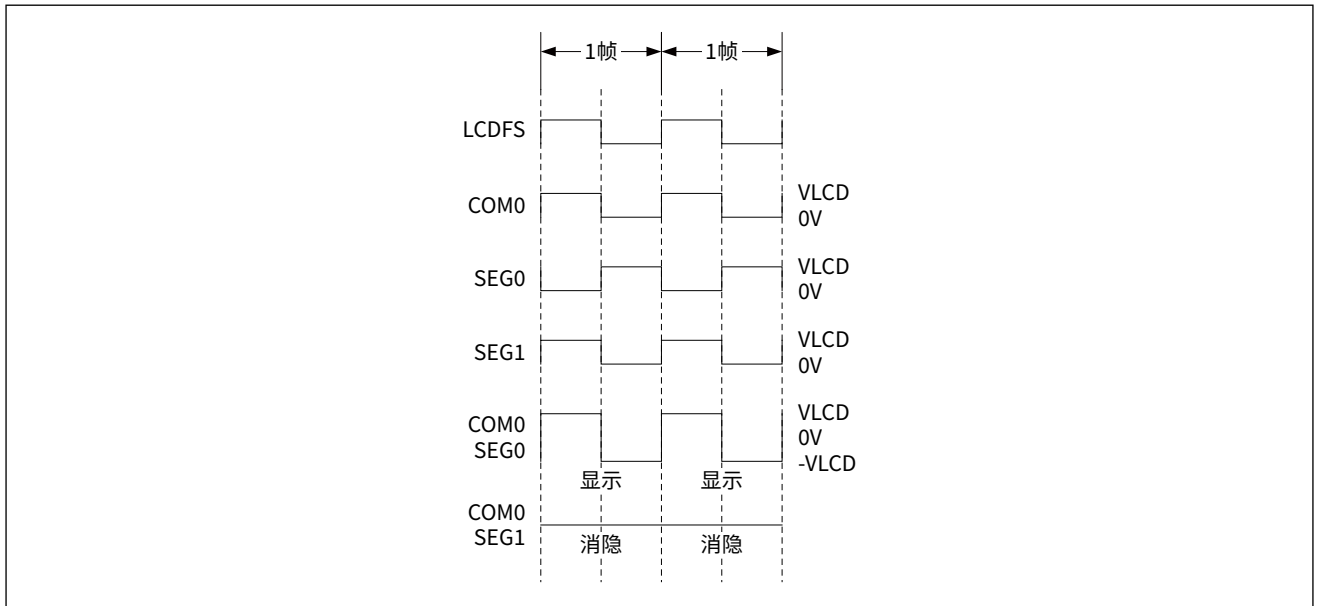 1帧 1帧
LCDFS
COM0
VLCD
0V
SEG0
VLCD
0V
SEG1
VLCD
0V
COM0
SEG0
VLCD
0V
-VLCD
显示 显示
COM0
SEG1
消隐 消隐